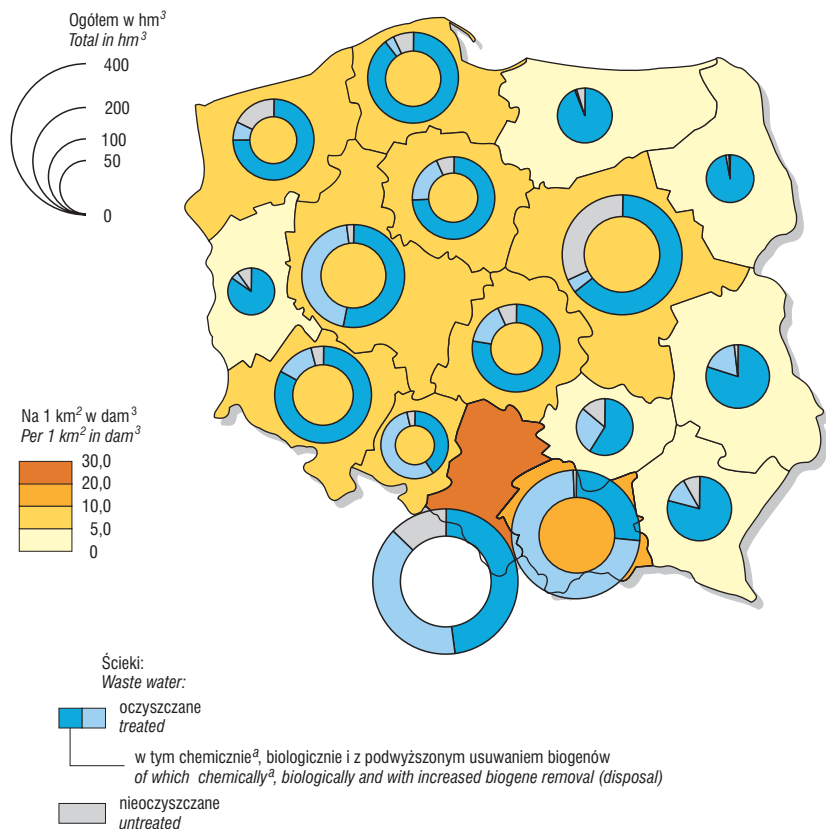 Ogółem w hm³
Total in hm³
400
200
100
50
0
Na 1 km² w dam³
Per 1 km² in dam³
30,0
20,0
10,0
5,0
0
Ścieki:
Waste water:
oczyszczane
treated
w tym chemicznieᵃ, biologicznie i z podwyższonym usuwaniem biogenów
of which chemicallyᵃ, biologically and with increased biogene removal (disposal)
nieoczyszczane
untreated